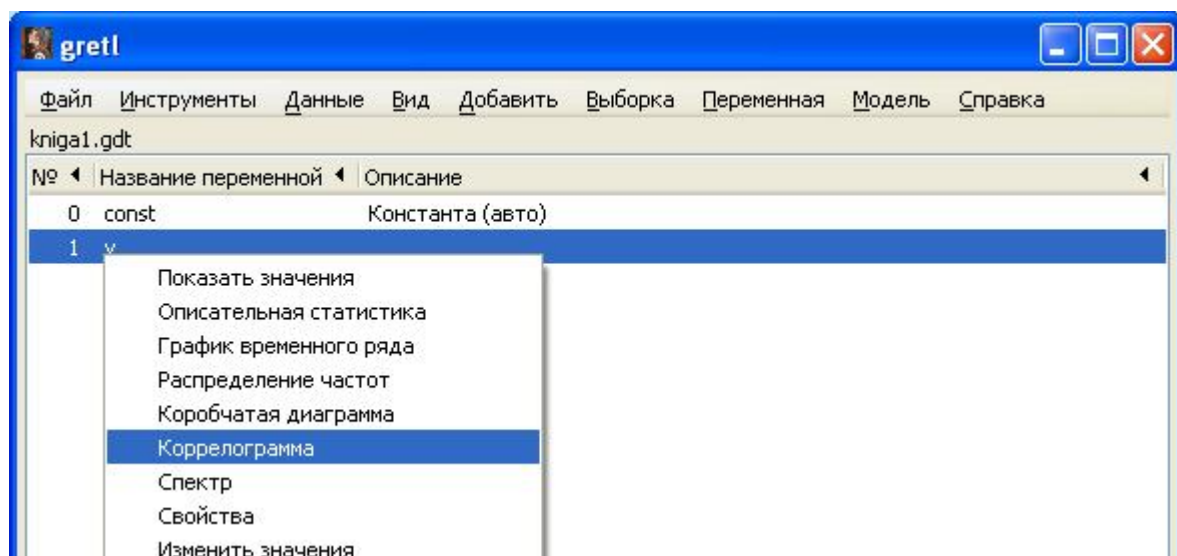 gretl
Файл Инструменты Данные Вид Добавить Выборка Переменная Модель Справка
kniga1.gdt
№ Название переменной Описание
0 const Константа (авто)
1
Показать значения
Описательная статистика
График временного ряда
Распределение частот
Коробчатая диаграмма
Коррелограмма
Спектр
Свойства
Изменить значения